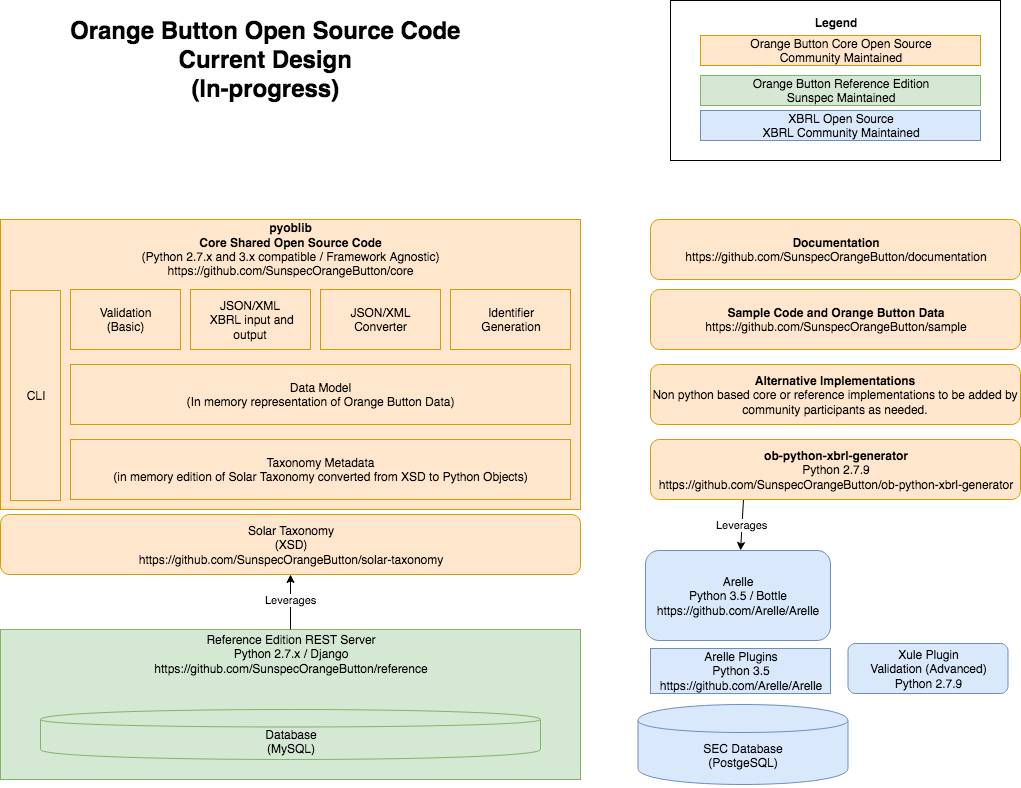 Orange Button Open Source Code
Current Design
(In-progress)
Legend
Orange Button Core Open Source
Community Maintained
Orange Button Reference Edition
Sunspec Maintained
XBRL Open Source
XBRL Community Maintained
pyoblib
Core Shared Open Source Code
(Python 2.7.x and 3.x compatible / Framework Agnostic)
https://github.com/SunspecOrangeButton/core
CLI
Validation
(Basic)
JSON/XML
XBRL input and
output
JSON/XML
Converter
Identifier
Generation
Data Model
(In memory representation of Orange Button Data)
Taxonomy Metadata
(in memory edition of Solar Taxonomy converted from XSD to Python Objects)
Solar Taxonomy
(XSD)
https://github.com/SunspecOrangeButton/solar-taxonomy
Leverages
Reference Edition REST Server
Python 2.7.x / Django
https://github.com/SunspecOrangeButton/reference
Database
(MySQL)
Documentation
https://github.com/SunspecOrangeButton/documentation
Sample Code and Orange Button Data
https://github.com/SunspecOrangeButton/sample
Alternative Implementations
Non python based core or reference implementations to be added by
community participants as needed.
ob-python-xbrl-generator
Python 2.7.9
https://github.com/SunspecOrangeButton/ob-python-xbrl-generator
Leverages
Arelle
Python 3.5 / Bottle
https://github.com/Arelle/Arelle
Arelle Plugins
Python 3.5
https://github.com/Arelle/Arelle
Xule Plugin
Validation (Advanced)
Python 2.7.9
SEC Database
(PostgeSQL)